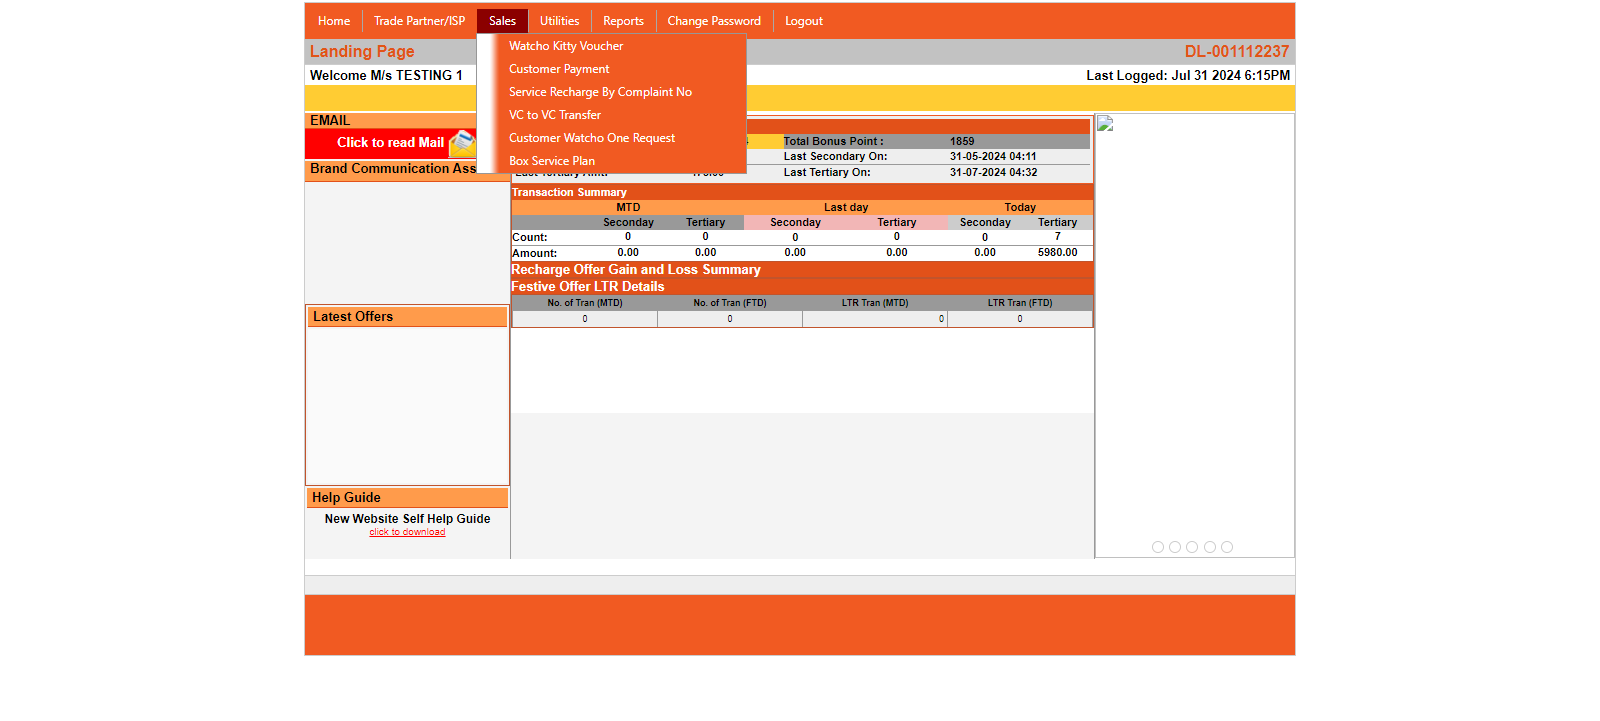 Home Trade Partner/ISP Sales Utilities Reports Change Password Logout
Landing Page DL-001112237
Welcome M/s TESTING 1 Last Logged: Jul 31 2024 6:15PM
Watcho Kitty Voucher
Customer Payment
Service Recharge By Complaint No
VC to VC Transfer
Customer Watcho One Request
Box Service Plan
EMAIL
Click to read Mail
Brand Communication Ass
Latest Offers
Help Guide
New Website Self Help Guide
click to download
Total Bonus Point : 1859
Last Secondary On: 31-05-2024 04:11
Last Tertiary On: 31-07-2024 04:32
Transaction Summary
MTD Last day Today
Seconday Tertiary Seconday Tertiary Seconday Tertiary
Count: 0 0 0 0 0 7
Amount: 0.00 0.00 0.00 0.00 0.00 5980.00
Recharge Offer Gain and Loss Summary
Festive Offer LTR Details
No. of Tran (MTD) No. of Tran (FTD) LTR Tran (MTD) LTR Tran (FTD)
0 0 0 0